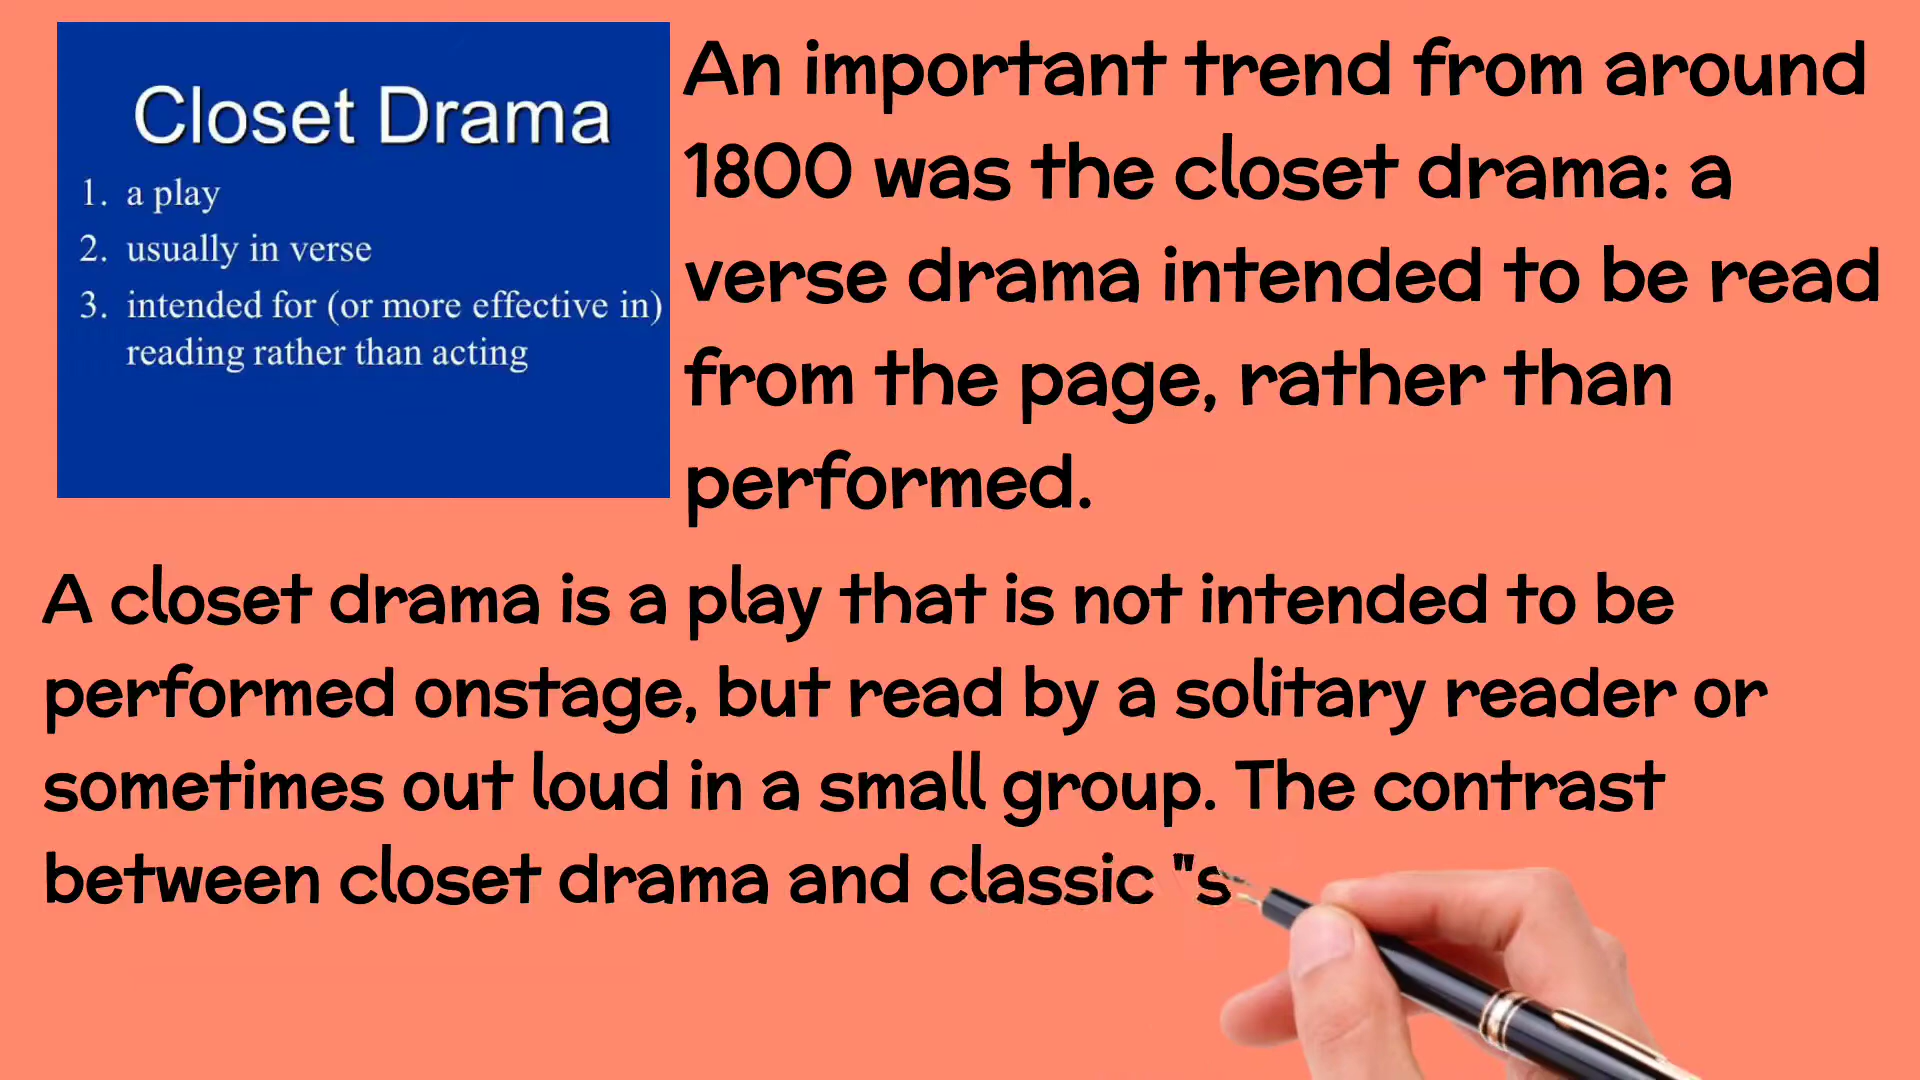 Closet Drama
1. a play
2. usually in verse
3. intended for (or more effective in)
reading rather than acting
An important trend from around
1800 was the closet drama: a
verse drama intended to be read
from the page, rather than
performed.
A closet drama is a play that is not intended to be
performed onstage, but read by a solitary reader or
sometimes out loud in a small group. The contrast
between closet drama and classic "s